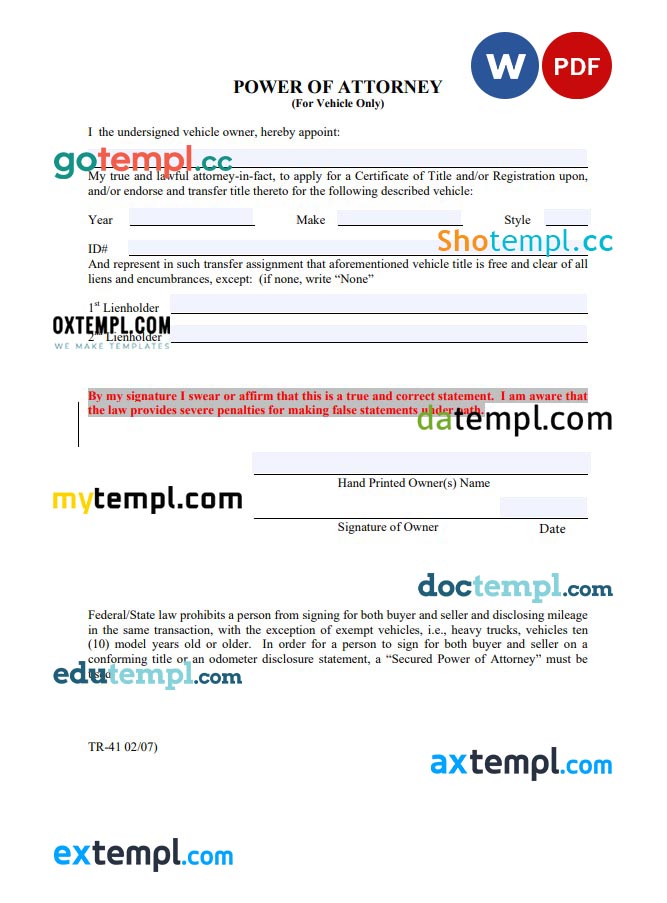 W PDF
POWER OF ATTORNEY
(For Vehicle Only)
I the undersigned vehicle owner, hereby appoint:
gotempl.cc
My true and lawful attorney-in-fact, to apply for a Certificate of Title and/or Registration upon,
and/or endorse and transfer title thereto for the following described vehicle:
Year Make Style
Shotempl.cc
ID#
And represent in such transfer assignment that aforementioned vehicle title is free and clear of all
liens and encumbrances, except: (if none, write “None”
1st Lienholder
OXTEMPL.COM
2nd Lienholder
WE MAKE TEMPLATES
By my signature I swear or affirm that this is a true and correct statement. I am aware that
the law provides severe penalties for making false statements under oath.
datempl.com
Hand Printed Owner(s) Name
mytempl.com
Signature of Owner Date
doctempl.com
Federal/State law prohibits a person from signing for both buyer and seller and disclosing mileage
in the same transaction, with the exception of exempt vehicles, i.e., heavy trucks, vehicles ten
(10) model years old or older. In order for a person to sign for both buyer and seller on a
conforming title or an odometer disclosure statement, a “Secured Power of Attorney” must be
used.
edutempl.com
TR-41 02/07)
axtempl.com
extempl.com